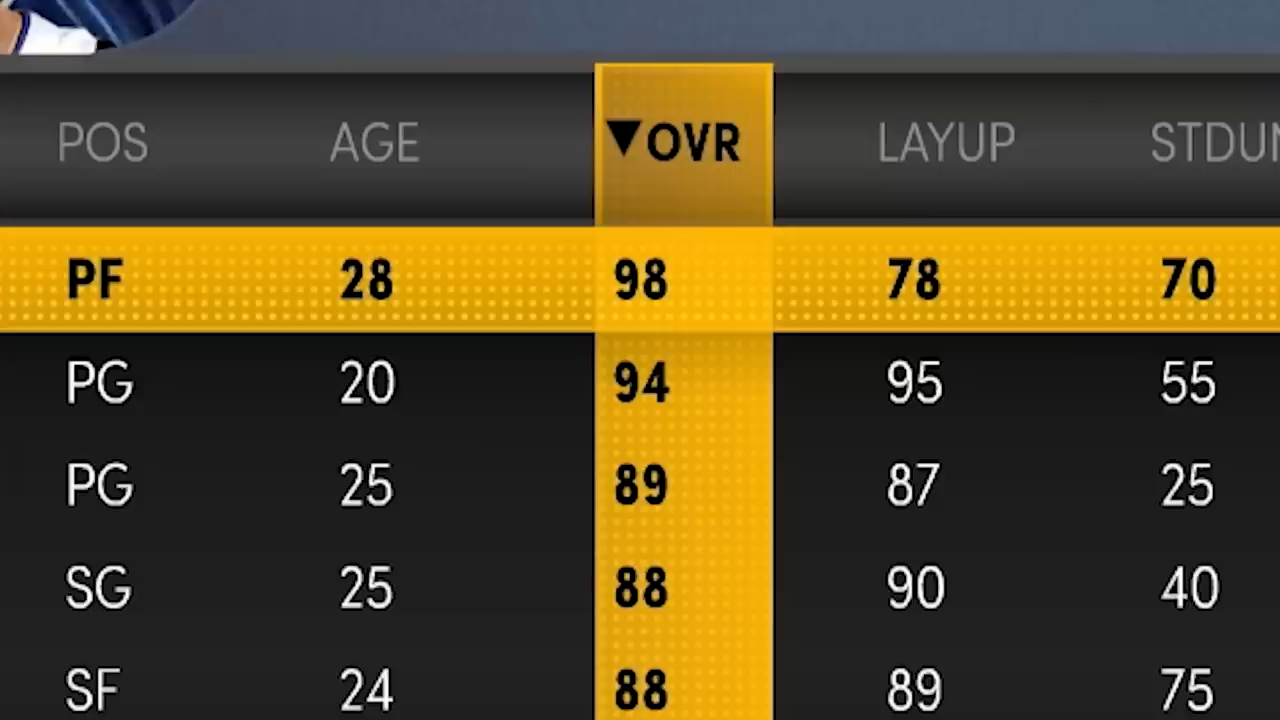 POS AGE ▼OVR LAYUP STDUN
PF 28 98 78 70
PG 20 94 95 55
PG 25 89 87 25
SG 25 88 90 40
SF 24 88 89 75